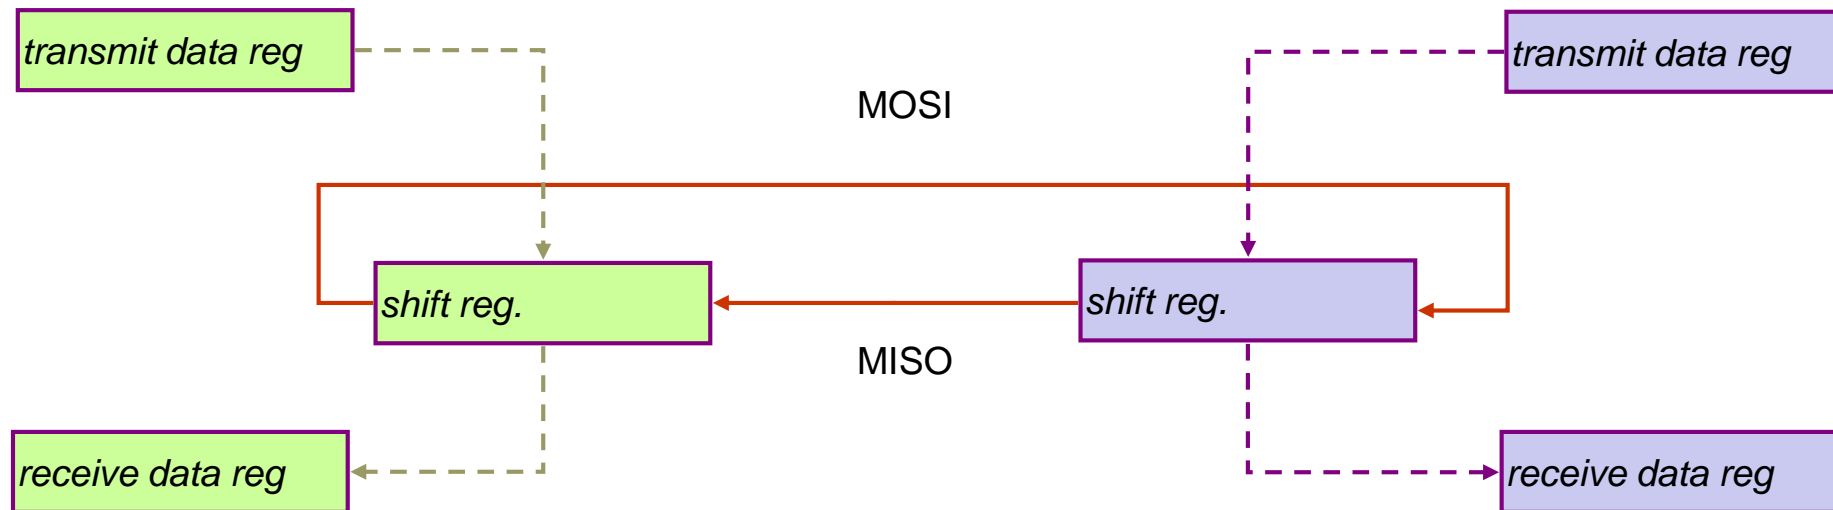 transmit data reg
transmit data reg
MOSI
shift reg.
shift reg.
MISO
receive data reg
receive data reg